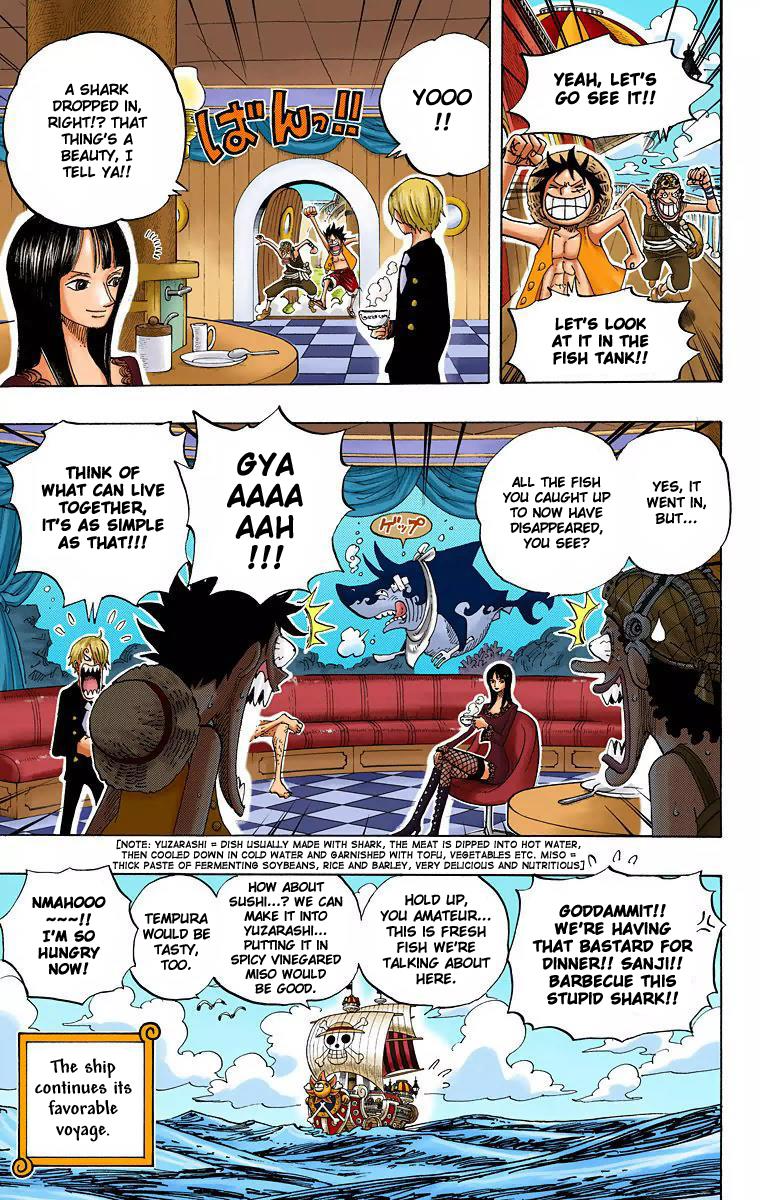 YEAH, LET'S
GO SEE IT!!
LET'S LOOK
AT IT IN THE
FISH TANK!!
YOOO
!!
ばんっ!!
A SHARK
DROPPED IN,
RIGHT!? THAT
THING'S A
BEAUTY, I
TELL YA!!
YES, IT
WENT IN,
BUT...
ALL THE FISH
YOU CAUGHT UP
TO NOW HAVE
DISAPPEARED,
YOU SEE?
ゲップ
GYA
AAAA
AAH
!!!
THINK OF
WHAT CAN LIVE
TOGETHER,
IT'S AS SIMPLE
AS THAT!!!
[NOTE: YUZARASHI = DISH USUALLY MADE WITH SHARK, THE MEAT IS DIPPED INTO HOT WATER,
THEN COOLED DOWN IN COLD WATER AND GARNISHED WITH TOFU, VEGETABLES ETC. MISO =
THICK PASTE OF FERMENTING SOYBEANS, RICE AND BARLEY, VERY DELICIOUS AND NUTRITIOUS]
GODDAMMIT!!
WE'RE HAVING
THAT BASTARD FOR
DINNER!! SANJI!!
BARBECUE THIS
STUPID SHARK!!
HOLD UP,
YOU AMATEUR...
THIS IS FRESH
FISH WE'RE
TALKING ABOUT
HERE.
HOW ABOUT
SUSHI...? WE CAN
MAKE IT INTO
YUZARASHI...
PUTTING IT IN
SPICY VINEGARED
MISO WOULD
BE GOOD.
TEMPURA
WOULD BE
TASTY,
TOO.
NMAHOOO
~~~!!
I'M SO
HUNGRY
NOW!
The ship
continues its
favorable
voyage.